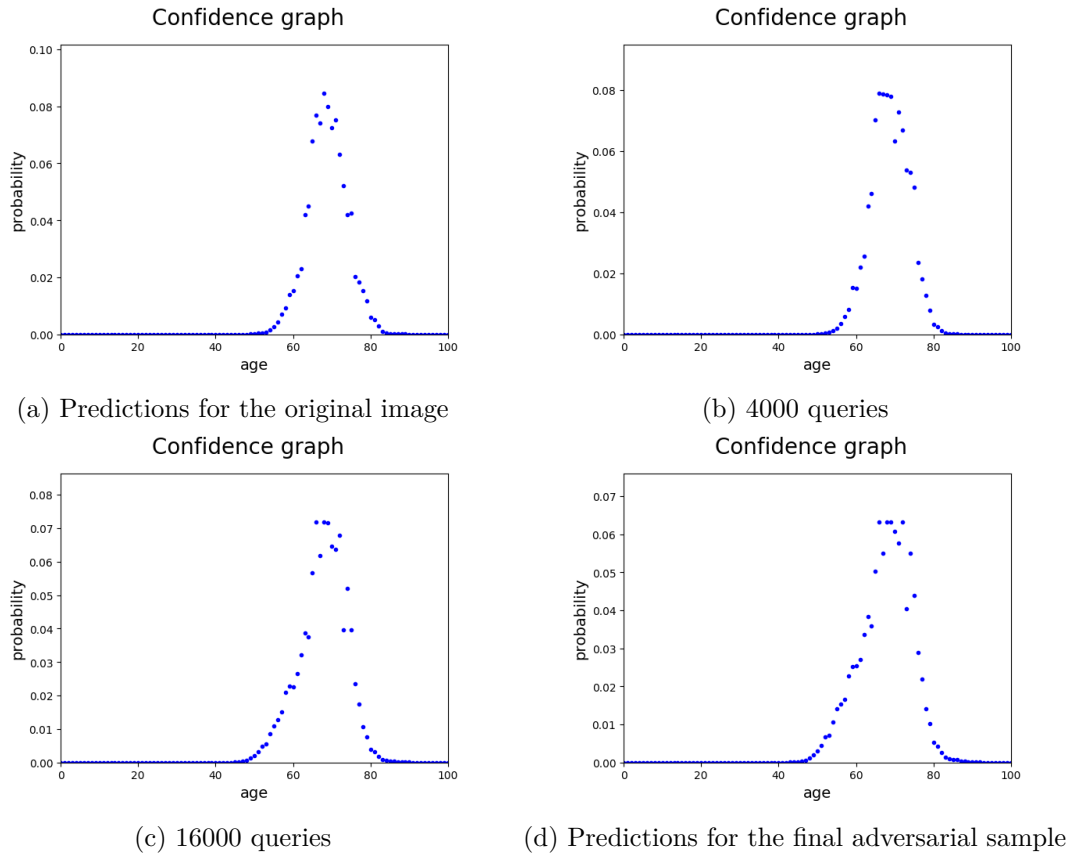 Confidence graph
0.10
0.08
0.06
0.04
0.02
0.00
probability
0 20 40 60 80 100
age
(a) Predictions for the original image
Confidence graph
0.08
0.06
0.04
0.02
0.00
probability
0 20 40 60 80 100
age
(b) 4000 queries
Confidence graph
0.08
0.07
0.06
0.05
0.04
0.03
0.02
0.01
0.00
probability
0 20 40 60 80 100
age
(c) 16000 queries
Confidence graph
0.07
0.06
0.05
0.04
0.03
0.02
0.01
0.00
probability
0 20 40 60 80 100
age
(d) Predictions for the final adversarial sample